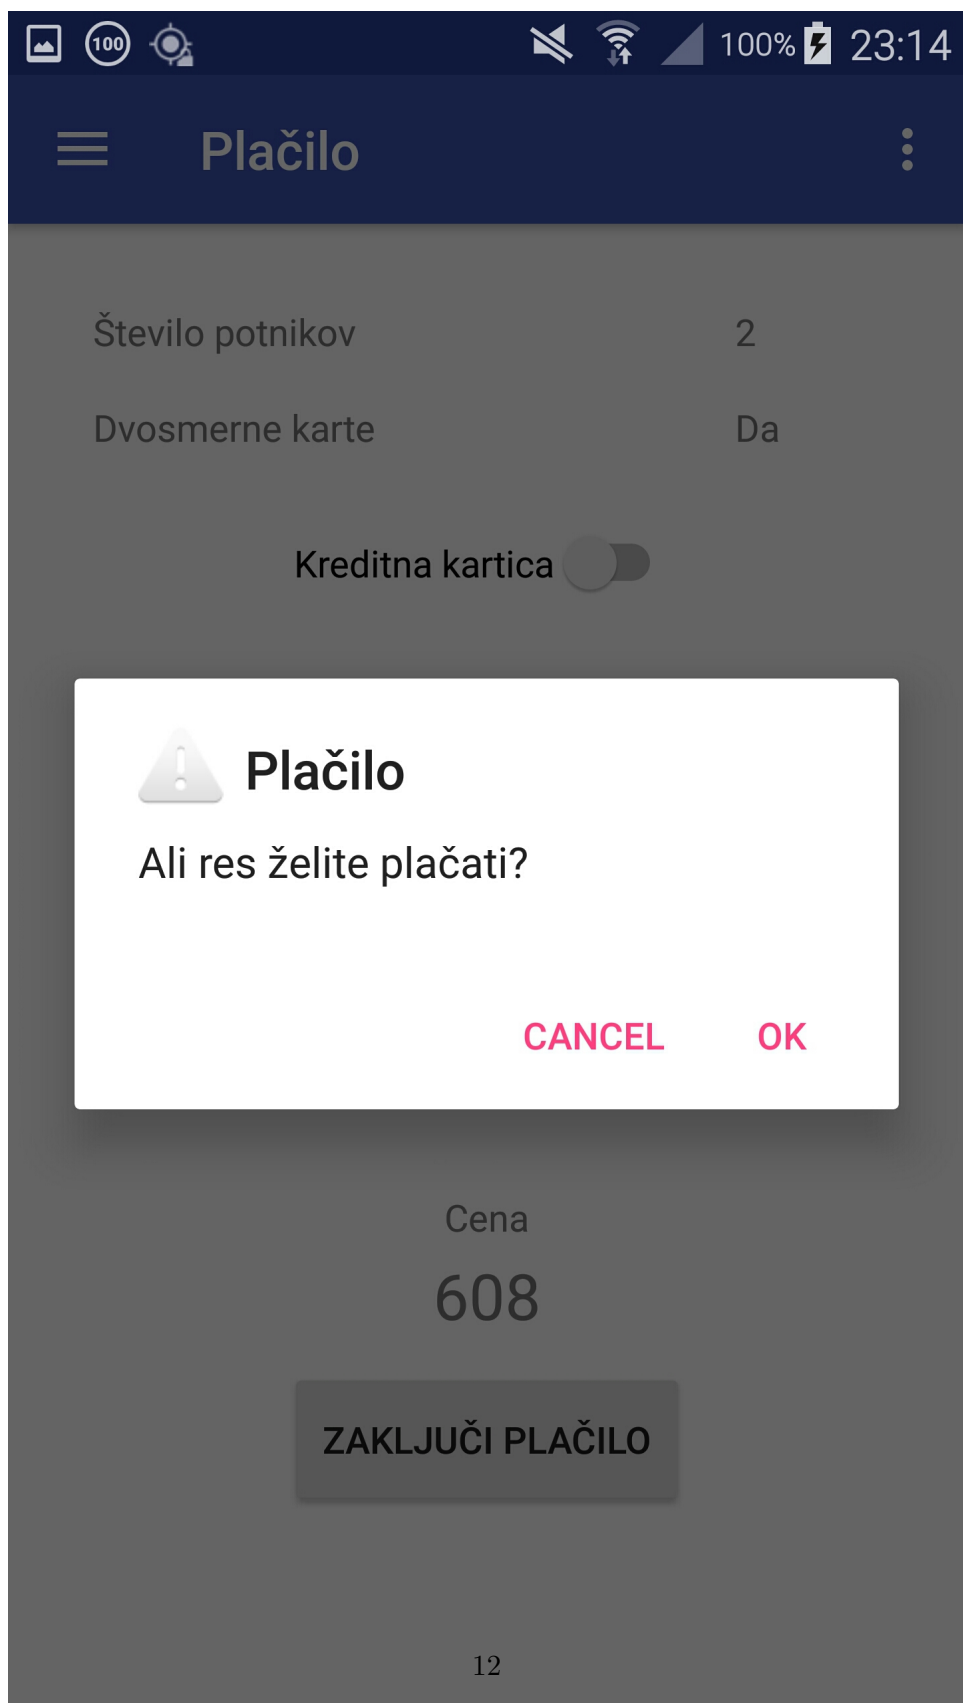 100 100% 23:14
Plačilo
Število potnikov 2
Dvosmerne karte Da
Kreditna kartica
Plačilo
Ali res želite plačati?
CANCEL OK
Cena
608
ZAKLJUČI PLAČILO
12